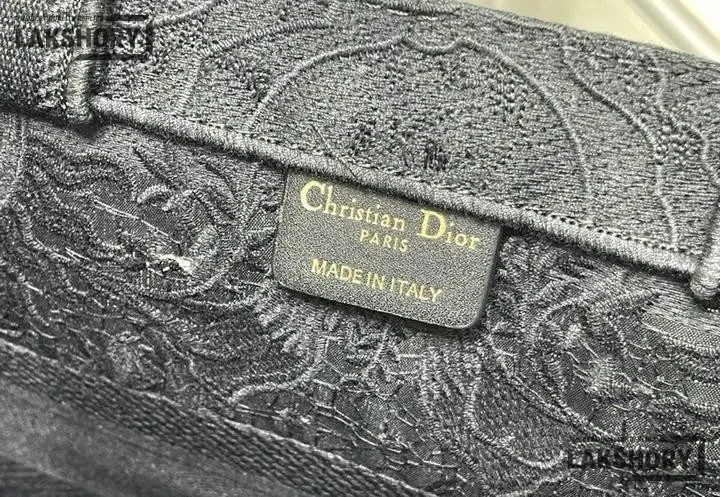 LAKSHORY
Christian Dior
PARIS
MADE IN ITALY
LAKSHORY